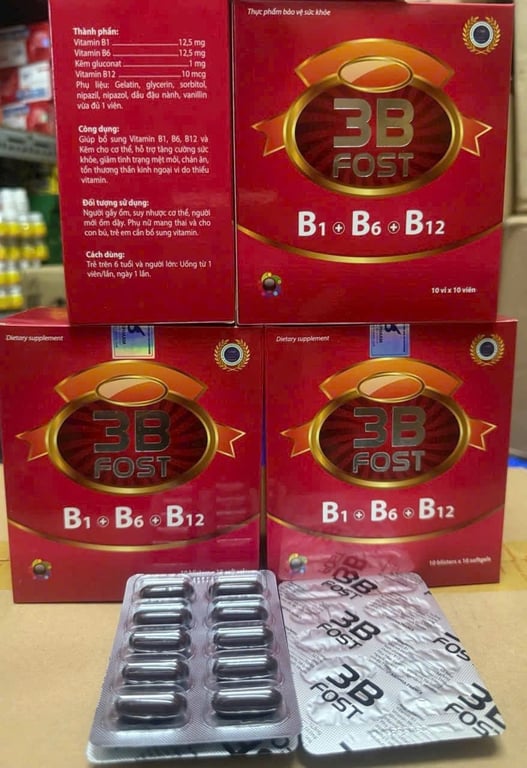 Thành phần:
Vitamin B1 12,5 mg
Vitamin B6 12,5 mg
Kẽm gluconat 1 mg
Vitamin B12 10 mcg
Phụ liệu: Gelatin, glycerin, sorbitol,
nipazil, nipazol, dầu đậu nành, vanillin
vừa đủ 1 viên.
Công dụng:
Giúp bổ sung Vitamin B1, B6, B12 và
Kẽm cho cơ thể, hỗ trợ tăng cường sức
khỏe, giảm tình trạng mệt mỏi, chán ăn,
tổn thương thần kinh ngoại vi do thiếu
vitamin.
Đối tượng sử dụng:
Người gầy ốm, suy nhược cơ thể, người
mới ốm dậy. Phụ nữ mang thai và cho
con bú, trẻ em cần bổ sung vitamin.
Cách dùng:
Trẻ trên 6 tuổi và người lớn: Uống từ 1
viên/lần, ngày 1 lần.
Thực phẩm bảo vệ sức khỏe
3B
FOST
B1 + B6 + B12
10 vỉ x 10 viên
Dietary supplement
3B
FOST
B1 + B6 + B12
Dietary supplement
3B
FOST
B1 + B6 + B12
10 blisters x 10 softgels
3B
3B
FOST
3B
FOST
3B
FOST